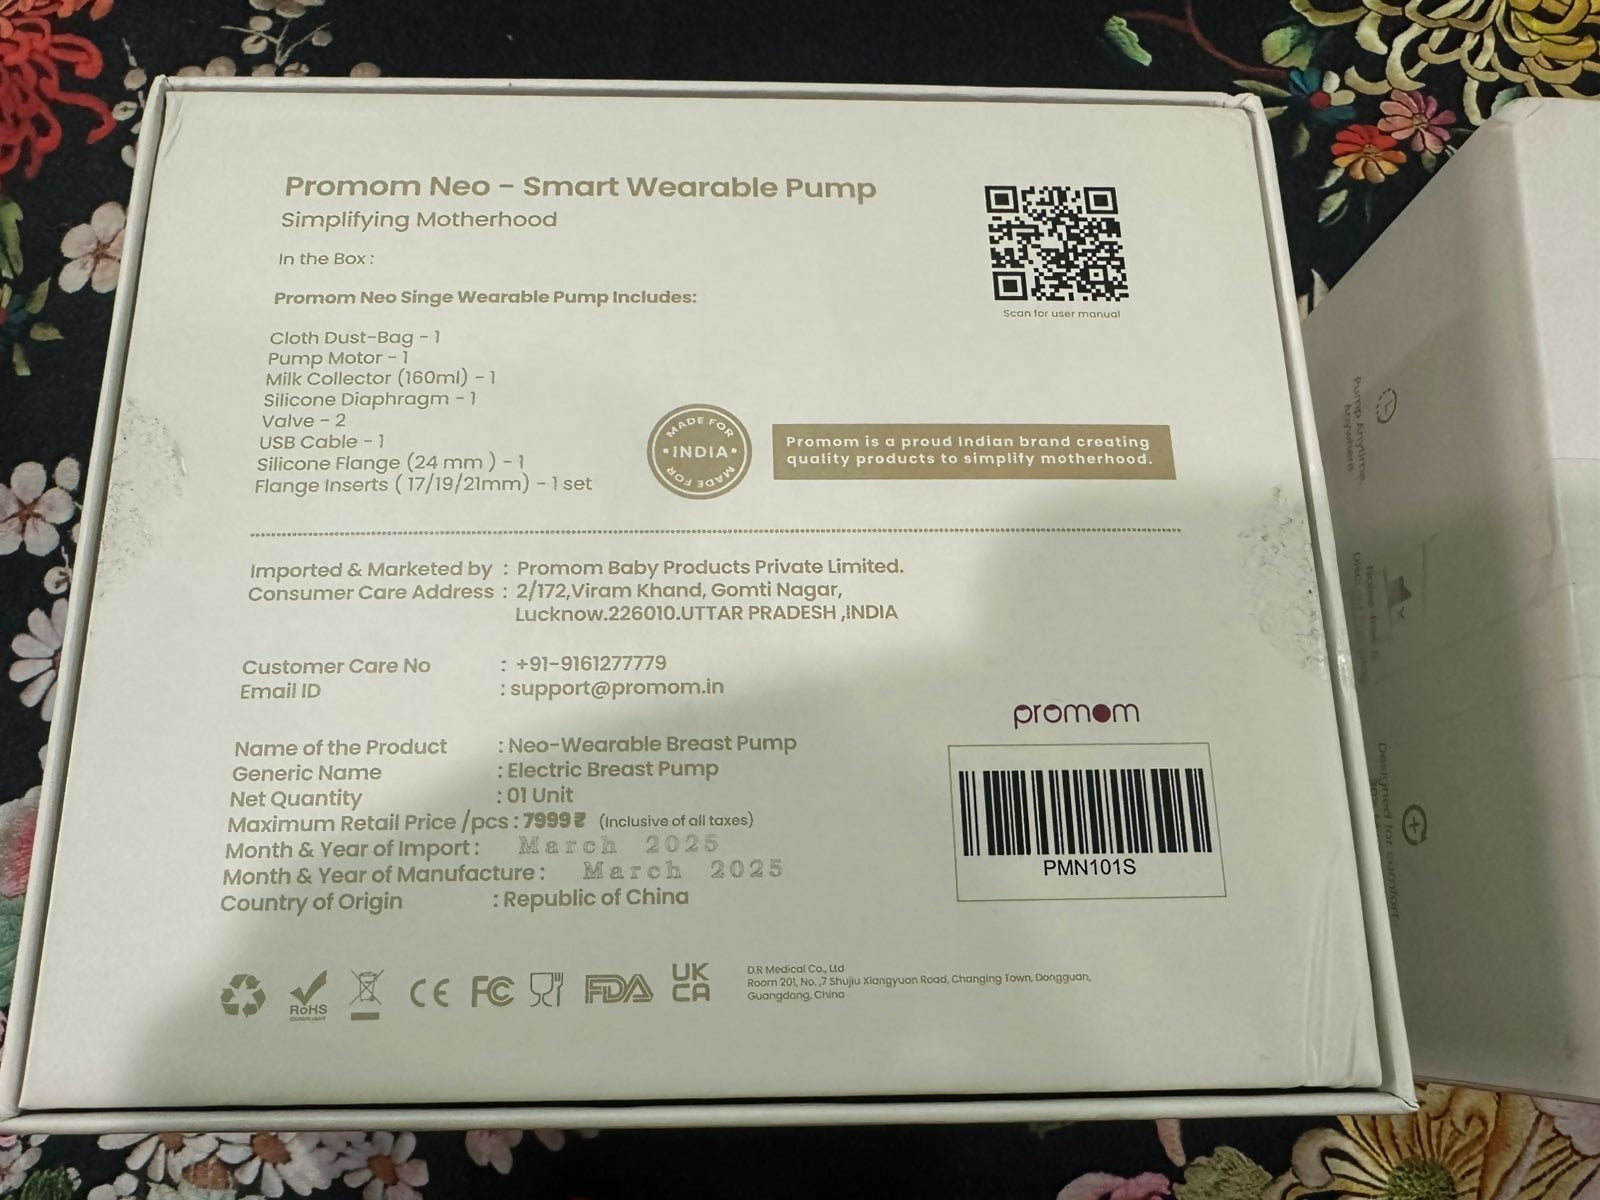 Promom Neo - Smart Wearable Pump
Simplifying Motherhood
In the Box :
Promom Neo Singe Wearable Pump Includes:
Cloth Dust-Bag - 1
Pump Motor - 1
Milk Collector (160ml) - 1
Silicone Diaphragm - 1
Valve - 2
USB Cable - 1
Silicone Flange (24 mm ) - 1
Flange Inserts ( 17/19/21mm) - 1 set
Scan for user manual
MADE FOR
•INDIA•
MADE FOR
Promom is a proud Indian brand creating
quality products to simplify motherhood.
Imported & Marketed by : Promom Baby Products Private Limited.
Consumer Care Address : 2/172,Viram Khand, Gomti Nagar,
Lucknow.226010.UTTAR PRADESH ,INDIA
Customer Care No : +91-9161277779
Email ID : support@promom.in
Name of the Product : Neo-Wearable Breast Pump
Generic Name : Electric Breast Pump
Net Quantity : 01 Unit
Maximum Retail Price /pcs : 7999 ₹ (Inclusive of all taxes)
Month & Year of Import : March 2025
Month & Year of Manufacture : March 2025
Country of Origin : Republic of China
promom
PMN101S
RoHS
COMPLIANT
CE
FC
FDA
UK
CA
D.R Medical Co., Ltd
Room 201, No. ,7 Shujiu Xiangyuan Road, Changing Town, Dongguan,
Guangdong, China
Pump Anytime,
Anywhere.
Designed for comfort